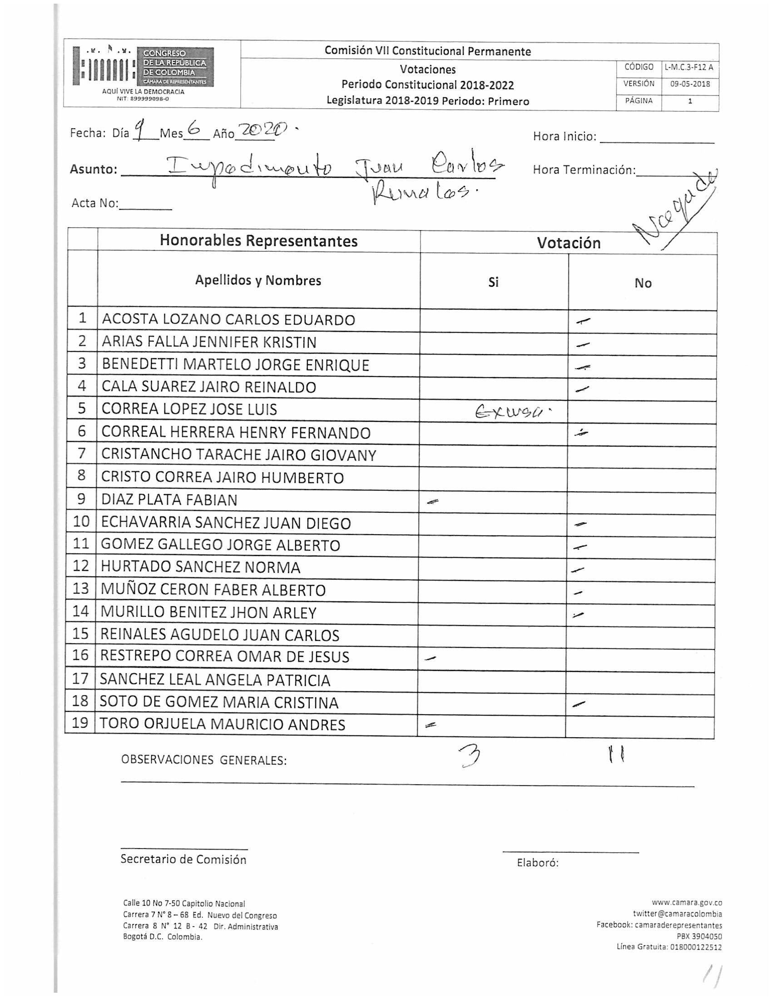 CONGRESO
DE LA REPÚBLICA
DE COLOMBIA
CÁMARA DE REPRESENTANTES
AQUÍ VIVE LA DEMOCRACIA
NIT: 899999098-0
Comisión VII Constitucional Permanente
Votaciones
Periodo Constitucional 2018-2022
Legislatura 2018-2019 Periodo: Primero
CÓDIGO L-M.C.3-F12 A
VERSIÓN 09-05-2018
PÁGINA 1
Fecha: Día 9 Mes 6 Año 2020.
Hora Inicio:
Asunto: Impedimento Juan Carlos
Reinales.
Hora Terminación:
Negado
Acta No:
Honorables Representantes Votación
Apellidos y Nombres Si No
1 ACOSTA LOZANO CARLOS EDUARDO –
2 ARIAS FALLA JENNIFER KRISTIN –
3 BENEDETTI MARTELO JORGE ENRIQUE –
4 CALA SUAREZ JAIRO REINALDO –
5 CORREA LOPEZ JOSE LUIS Excusa.
6 CORREAL HERRERA HENRY FERNANDO –
7 CRISTANCHO TARACHE JAIRO GIOVANY
8 CRISTO CORREA JAIRO HUMBERTO
9 DIAZ PLATA FABIAN –
10 ECHAVARRIA SANCHEZ JUAN DIEGO –
11 GOMEZ GALLEGO JORGE ALBERTO –
12 HURTADO SANCHEZ NORMA –
13 MUÑOZ CERON FABER ALBERTO –
14 MURILLO BENITEZ JHON ARLEY –
15 REINALES AGUDELO JUAN CARLOS
16 RESTREPO CORREA OMAR DE JESUS –
17 SANCHEZ LEAL ANGELA PATRICIA
18 SOTO DE GOMEZ MARIA CRISTINA –
19 TORO ORJUELA MAURICIO ANDRES –
OBSERVACIONES GENERALES: 3 11
Secretario de Comisión
Elaboró:
Calle 10 No 7-50 Capitolio Nacional
Carrera 7 N° 8 – 68 Ed. Nuevo del Congreso
Carrera 8 N° 12 B - 42 Dir. Administrativa
Bogotá D.C. Colombia.
www.camara.gov.co
twitter@camaracolombia
Facebook: camaraderepresentantes
PBX 3904050
Línea Gratuita: 018000122512
11